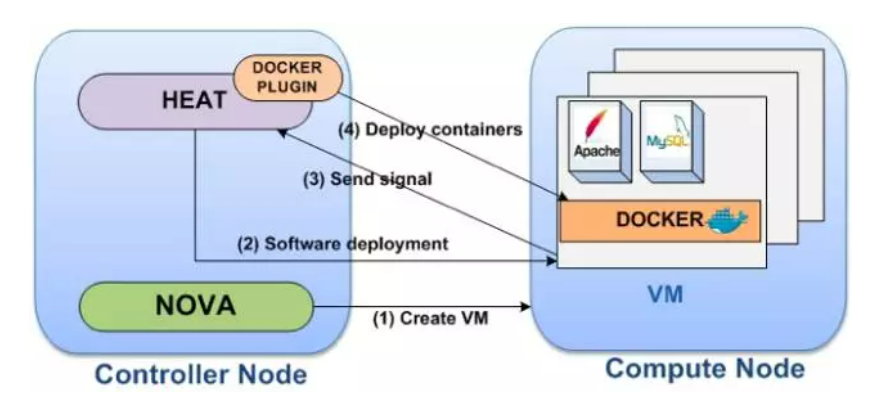 DOCKER
PLUGIN
HEAT
(4) Deploy containers
Apache
MySQL
(3) Send signal
DOCKER
(2) Software deployment
VM
NOVA
(1) Create VM
Controller Node
Compute Node